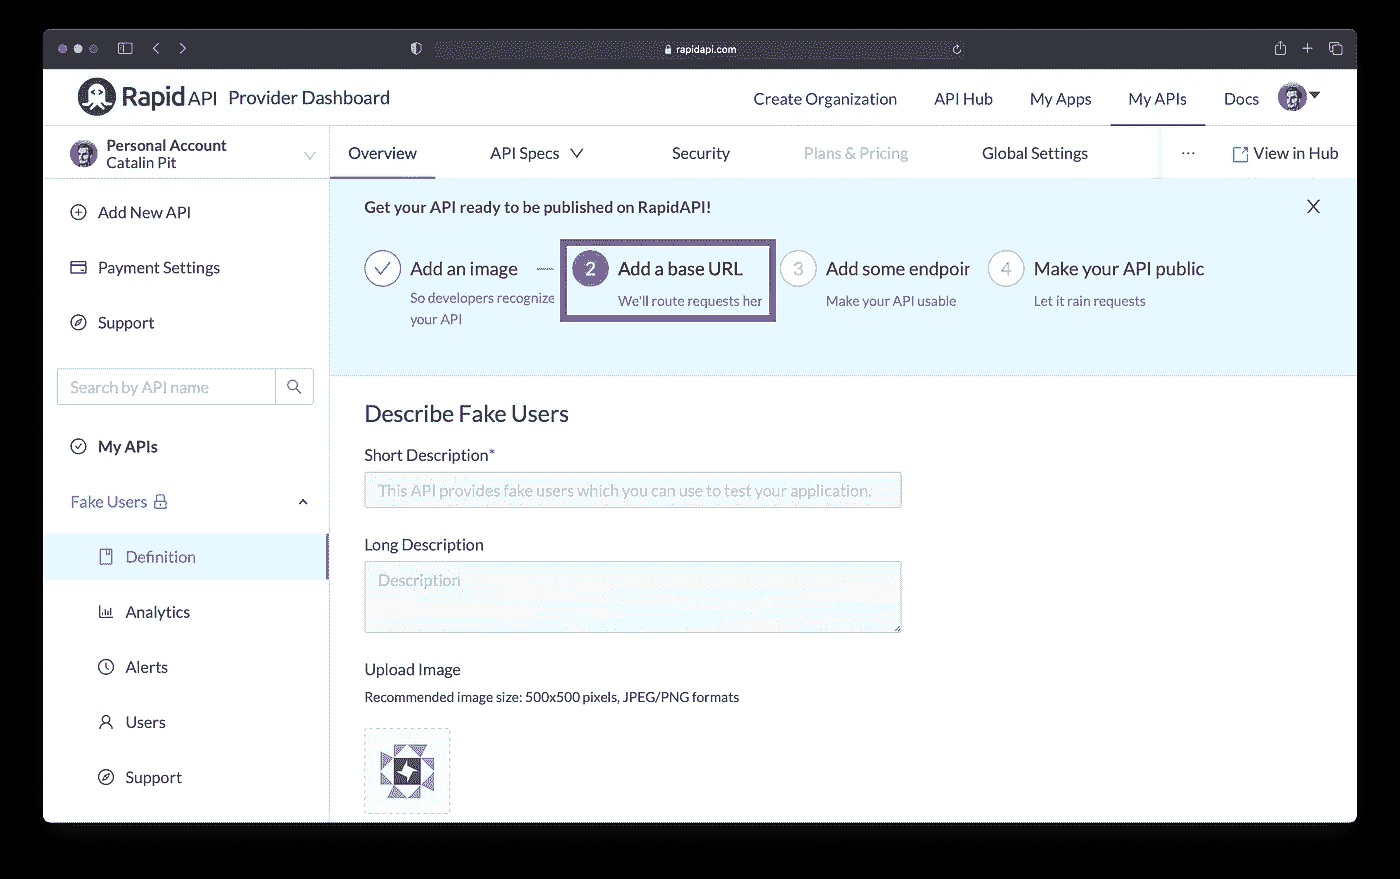 rapidapi.com
Rapid API Provider Dashboard
Create Organization
API Hub
My Apps
My APIs
Docs
Personal Account
Catalin Pit
Overview
API Specs
Security
Plans & Pricing
Global Settings
...
View in Hub
Add New API
Payment Settings
Support
Search by API name
My APIs
Fake Users
Definition
Analytics
Alerts
Users
Support
Get your API ready to be published on RapidAPI!
Add an image
So developers recognize
your API
2
Add a base URL
We'll route requests her
3
Add some endpoir
Make your API usable
4
Make your API public
Let it rain requests
Describe Fake Users
Short Description*
This API provides fake users which you can use to test your application.
Long Description
Description
Upload Image
Recommended image size: 500x500 pixels, JPEG/PNG formats